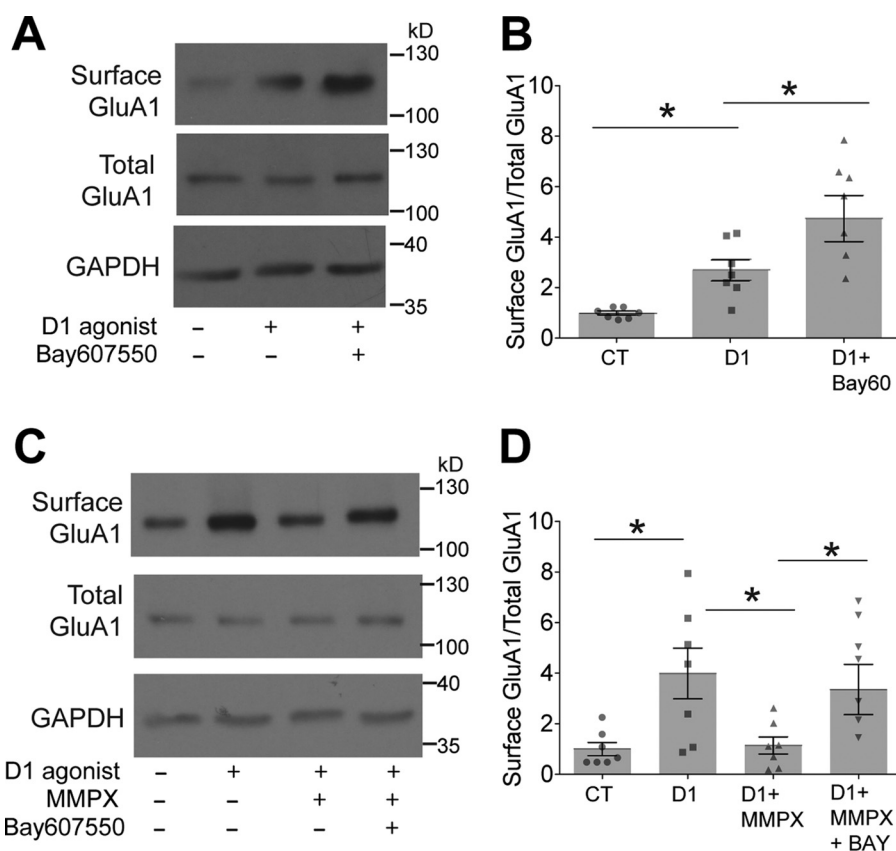 A
kD
Surface
GluA1
–130
–100
Total
GluA1
–130
–100
GAPDH
–40
–35
D1 agonist – + +
Bay607550 – – +
B
Surface GluA1/Total GluA1
10
8
6
4
2
0
*
*
CT D1 D1+
Bay60
C
kD
Surface
GluA1
–130
–100
Total
GluA1
–130
–100
GAPDH
–40
–35
D1 agonist – + + +
MMPX – – + +
Bay607550 – – – +
D
Surface GluA1/Total GluA1
10
8
6
4
2
0
*
*
*
CT D1 D1+ D1+
MMPX MMPX
+ BAY